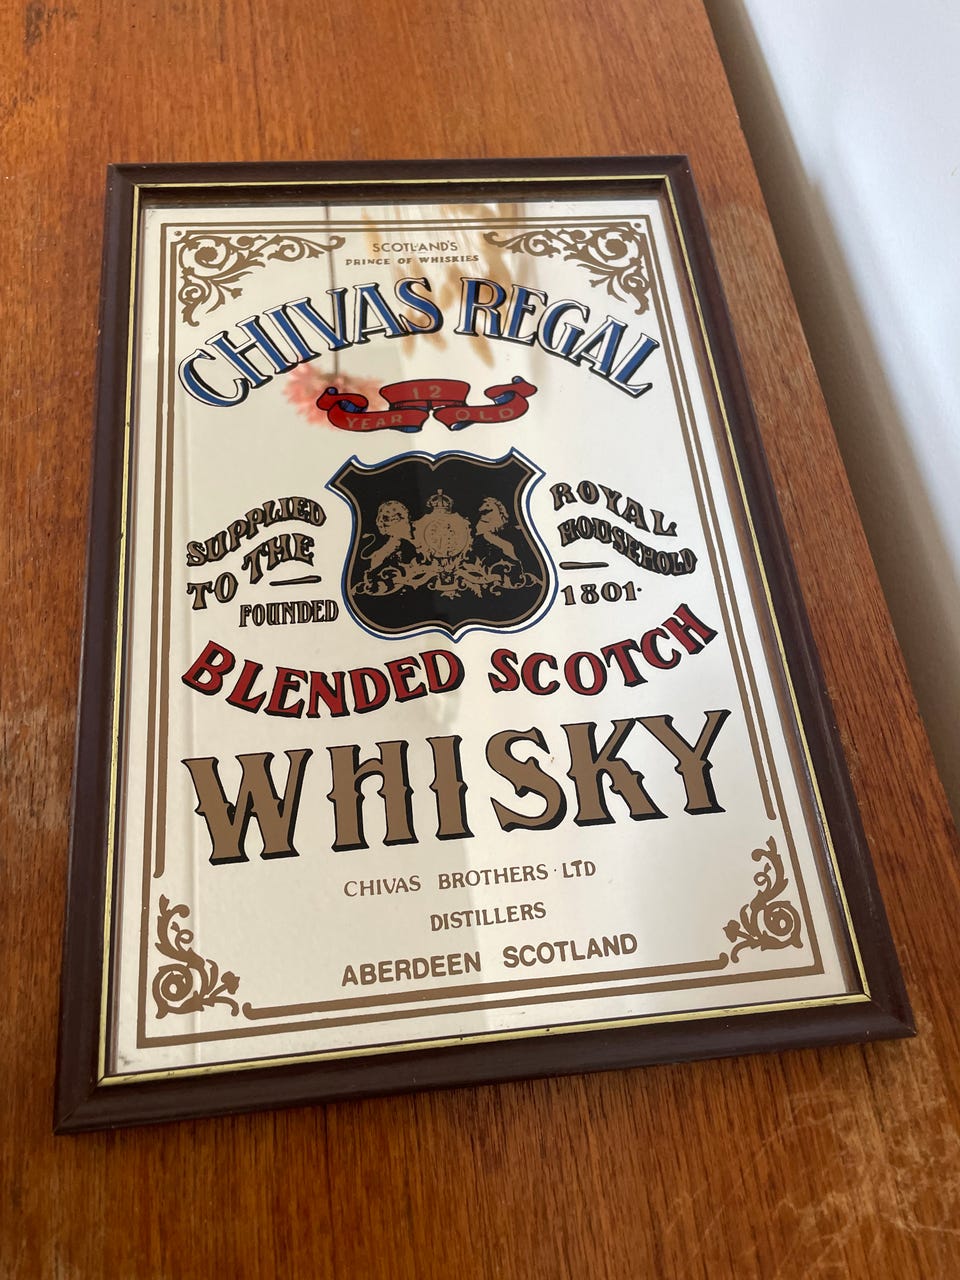 SCOTLAND'S
PRINCE OF WHISKIES
CHIVAS REGAL
12
YEAR OLD
SUPPLIED
TO THE
ROYAL
HOUSEHOLD
FOUNDED 1801·
BLENDED SCOTCH
WHISKY
CHIVAS BROTHERS·LTD
DISTILLERS
ABERDEEN SCOTLAND